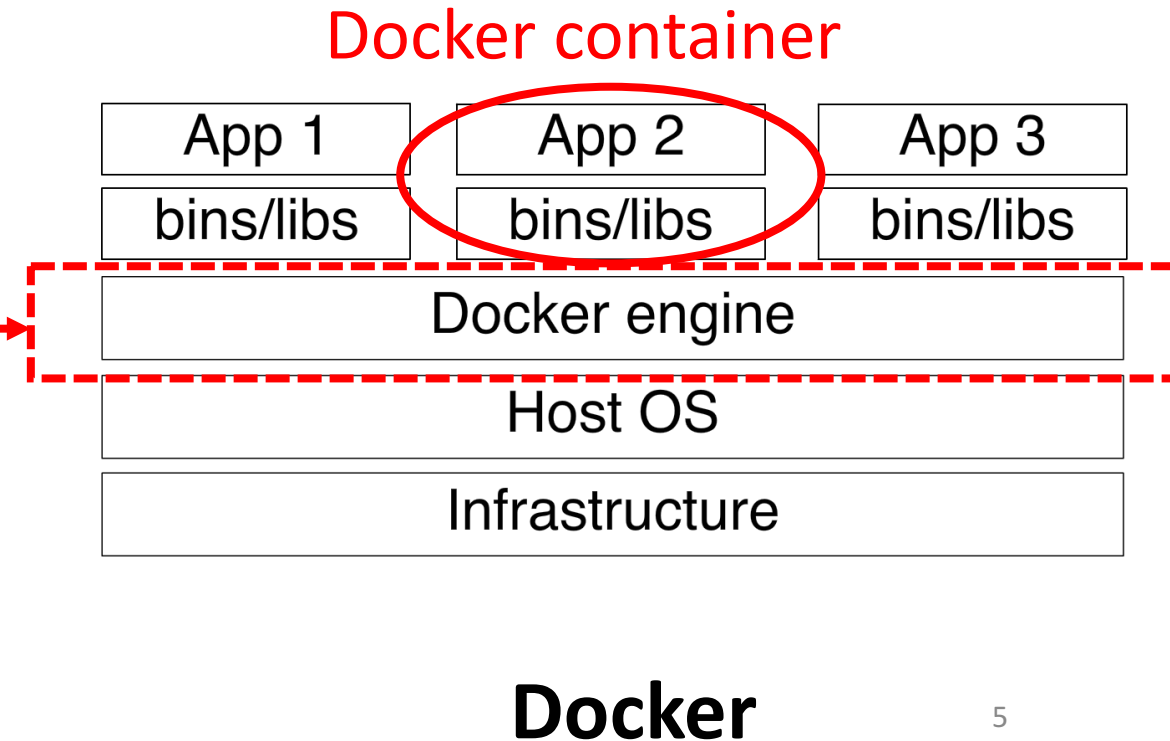 Docker container
App 1 App 2 App 3
bins/libs bins/libs bins/libs
Docker engine
Host OS
Infrastructure
Docker
5